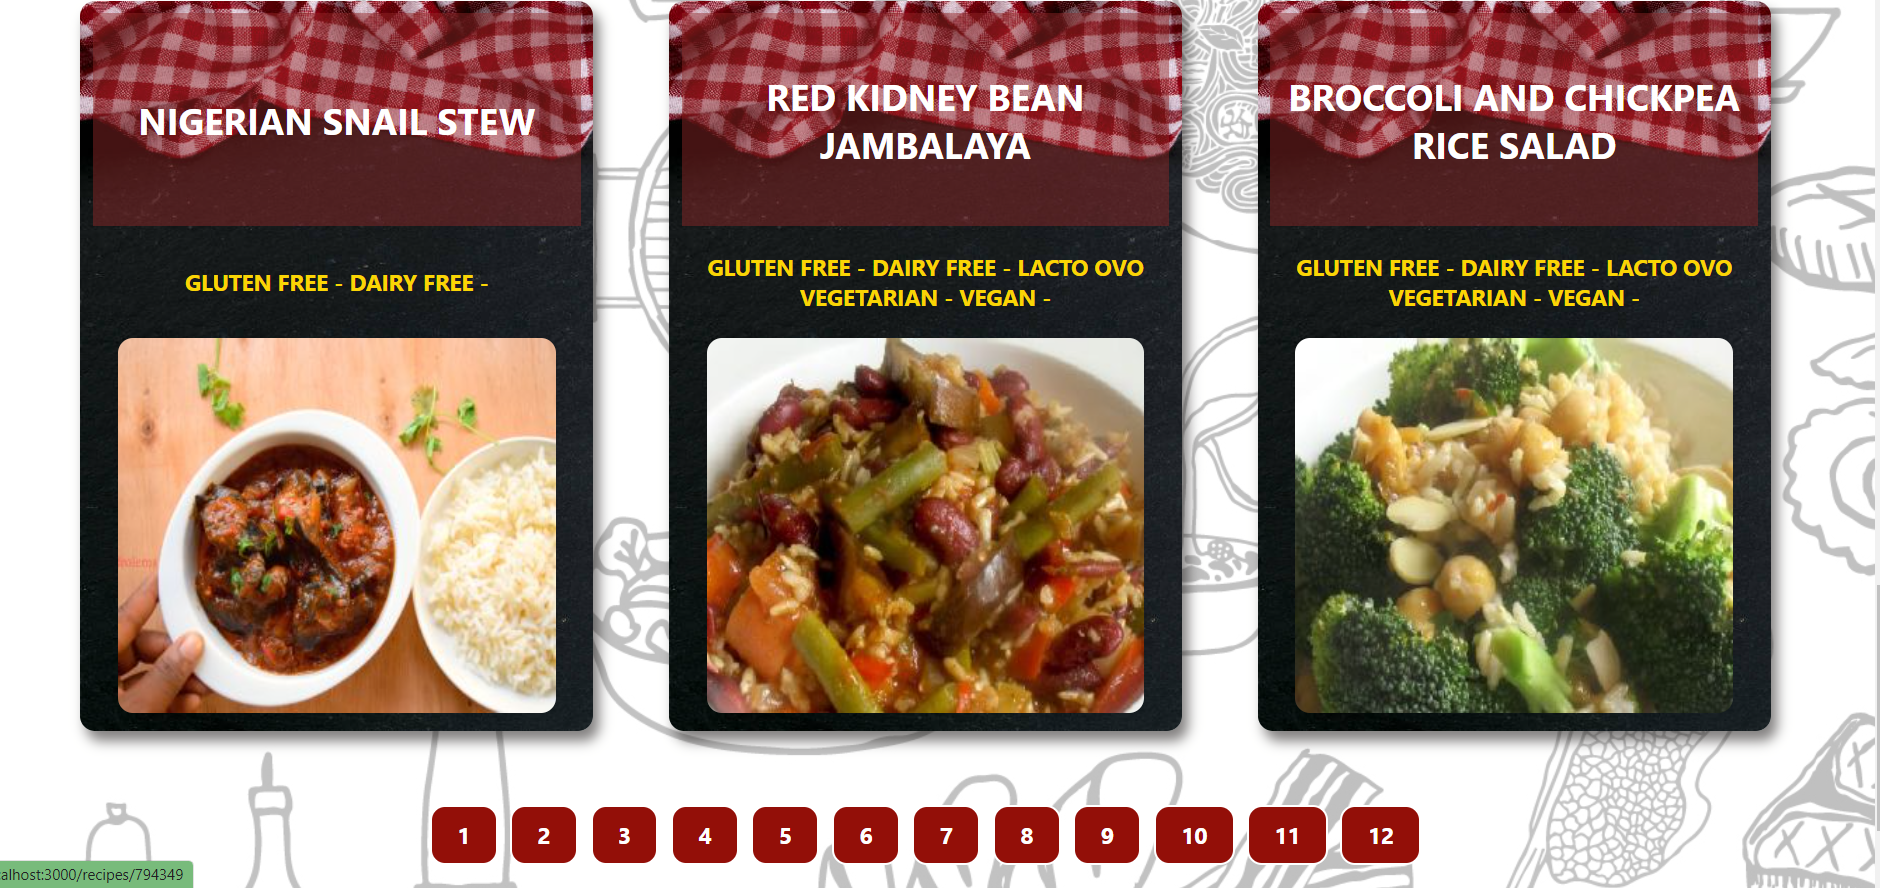 NIGERIAN SNAIL STEW
GLUTEN FREE - DAIRY FREE -
RED KIDNEY BEAN
JAMBALAYA
GLUTEN FREE - DAIRY FREE - LACTO OVO
VEGETARIAN - VEGAN -
BROCCOLI AND CHICKPEA
RICE SALAD
GLUTEN FREE - DAIRY FREE - LACTO OVO
VEGETARIAN - VEGAN -
1 2 3 4 5 6 7 8 9 10 11 12
alhost:3000/recipes/794349